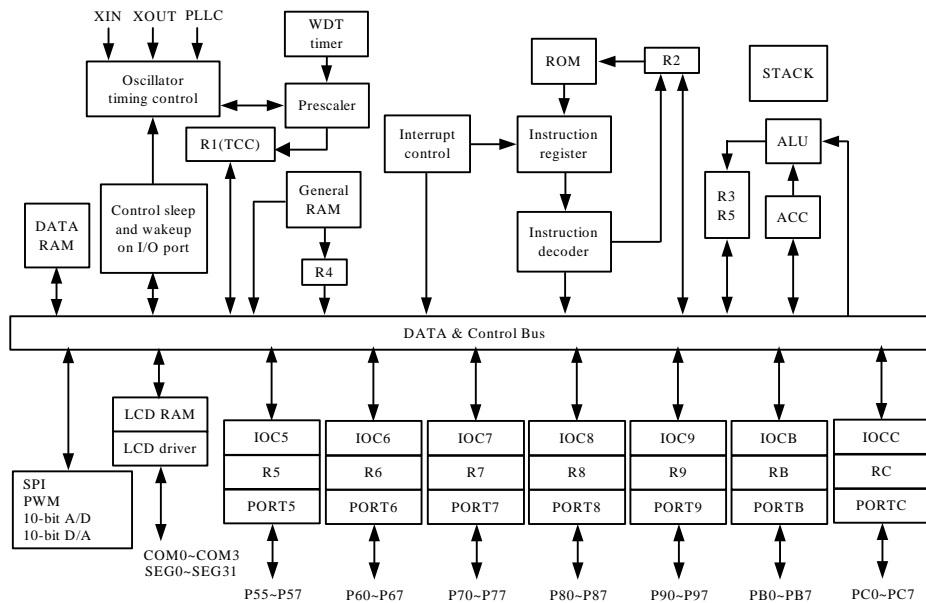 XIN XOUT PLLC
WDT
timer
Oscillator
timing control
Prescaler
R1(TCC)
ROM
R2
STACK
Interrupt
control
Instruction
register
ALU
General
RAM
R3
R5
ACC
DATA
RAM
Control sleep
and wakeup
on I/O port
Instruction
decoder
R4
DATA & Control Bus
LCD RAM
LCD driver
SPI
PWM
10-bit A/D
10-bit D/A
COM0~COM3
SEG0~SEG31
IOC5
R5
PORT5
P55~P57
IOC6
R6
PORT6
P60~P67
IOC7
R7
PORT7
P70~P77
IOC8
R8
PORT8
P80~P87
IOC9
R9
PORT9
P90~P97
IOCB
RB
PORTB
PB0~PB7
IOCC
RC
PORTC
PC0~PC7